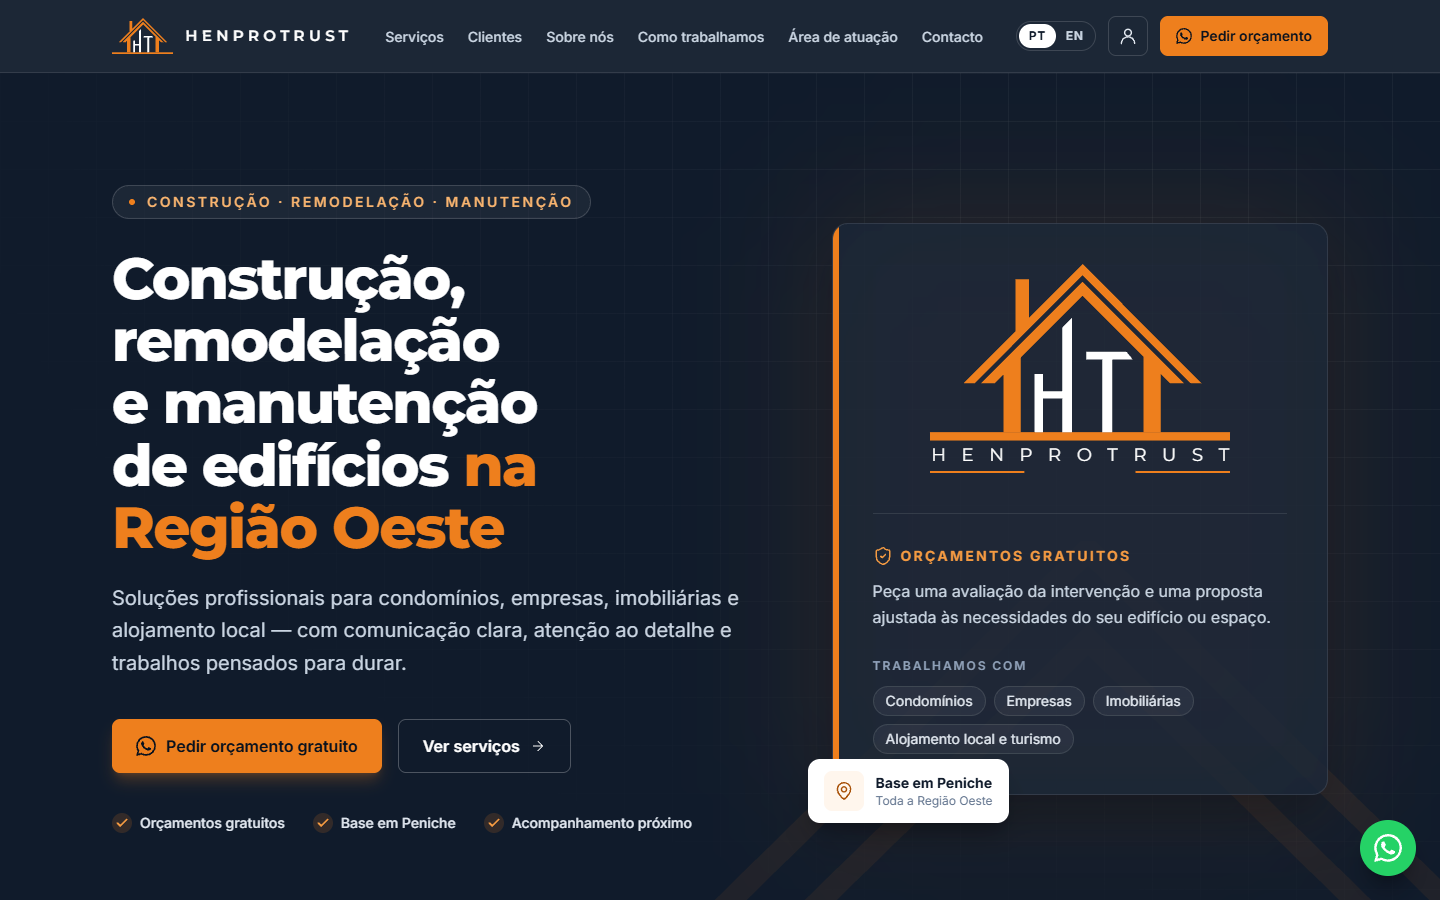 HT
HENPROTRUST
Serviços
Clientes
Sobre nós
Como trabalhamos
Área de atuação
Contacto
PT
EN
Pedir orçamento
CONSTRUÇÃO · REMODELAÇÃO · MANUTENÇÃO
Construção,
remodelação
e manutenção
de edifícios na
Região Oeste
Soluções profissionais para condomínios, empresas, imobiliárias e
alojamento local — com comunicação clara, atenção ao detalhe e
trabalhos pensados para durar.
Pedir orçamento gratuito
Ver serviços
Orçamentos gratuitos
Base em Peniche
Acompanhamento próximo
HT
HENPROTRUST
ORÇAMENTOS GRATUITOS
Peça uma avaliação da intervenção e uma proposta
ajustada às necessidades do seu edifício ou espaço.
TRABALHAMOS COM
Condomínios
Empresas
Imobiliárias
Alojamento local e turismo
Base em Peniche
Toda a Região Oeste